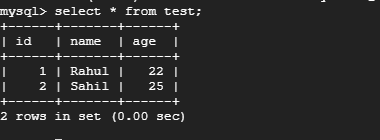 mysql> select * from test;
+------+-------+------+
| id   | name  | age  |
+------+-------+------+
|    1 | Rahul |   22 |
|    2 | Sahil |   25 |
+------+-------+------+
2 rows in set (0.00 sec)